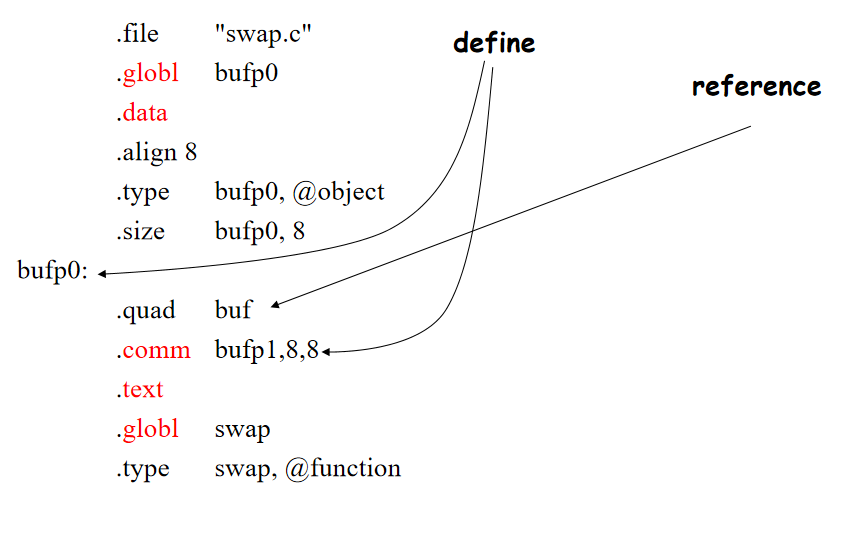 .file "swap.c"
define
.globl bufp0
reference
.data
.align 8
.type bufp0, @object
.size bufp0, 8
bufp0:
.quad buf
.comm bufp1,8,8
.text
.globl swap
.type swap, @function